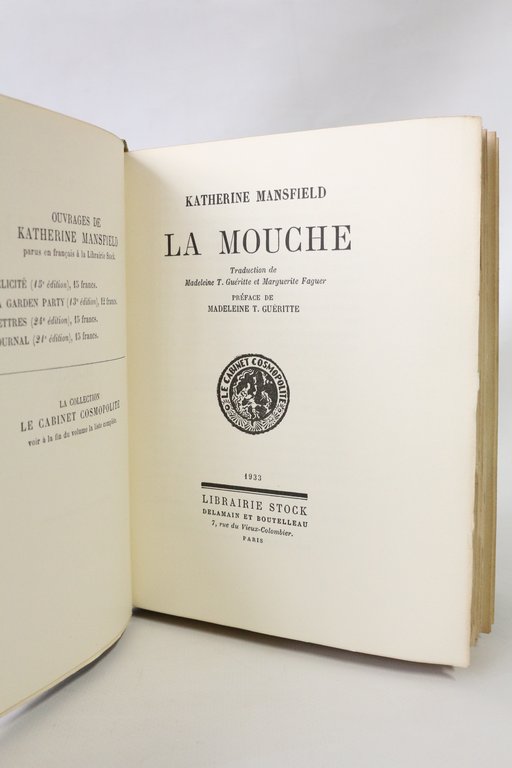 OUVRAGES DE
KATHERINE MANSFIELD
parus en français à la Librairie Stock.
ÉLICITÉ (15e édition), 15 francs.
A GARDEN PARTY (13e édition), 12 francs.
ETTRES (24e édition), 15 francs.
OURNAL (21e édition), 15 francs.
LA COLLECTION
LE CABINET COSMOPOLITE
voir à la fin du volume la liste complète
KATHERINE MANSFIELD
LA MOUCHE
Traduction de
Madeleine T. Guéritte et Marguerite Faguer
PRÉFACE DE
MADELEINE T. GUÉRITTE
LE CABINET COSMOPOLITE
1933
LIBRAIRIE STOCK
DELAMAIN ET BOUTELLEAU
7, rue du Vieux-Colombier.
PARIS